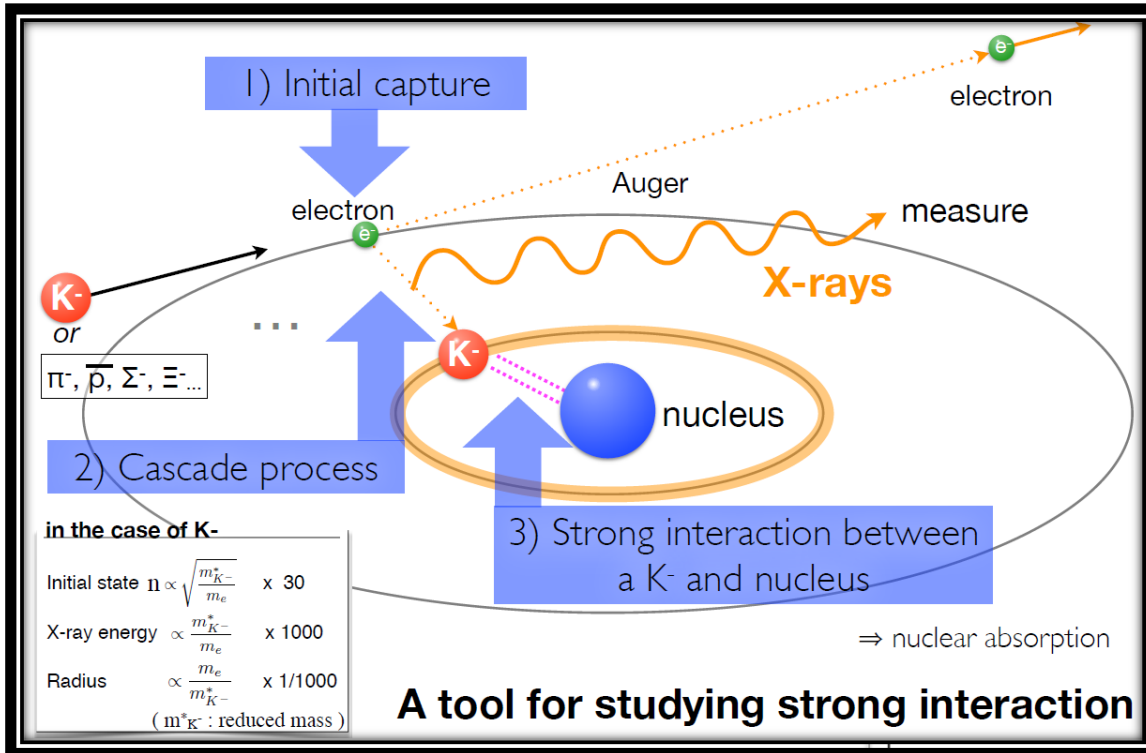 1) Initial capture
e-
electron
Auger
electron
e-
measure
X-rays
K-
or
π-, p̅, Σ-, Ξ-...
...
K-
nucleus
2) Cascade process
3) Strong interaction between
a K- and nucleus
in the case of K-
Initial state n ∝ √(m*K- / me) x 30
X-ray energy ∝ m*K- / me x 1000
Radius ∝ me / m*K- x 1/1000
( m*K- : reduced mass )
⇒ nuclear absorption
A tool for studying strong interaction